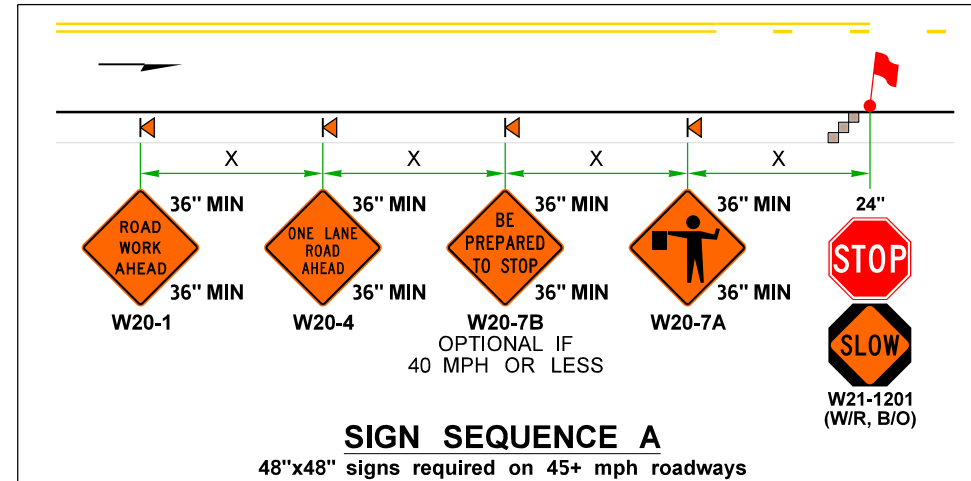 X X X X
36" MIN 36" MIN 36" MIN 36" MIN 24"
ROAD
WORK
AHEAD
ONE LANE
ROAD
AHEAD
BE
PREPARED
TO STOP
STOP
36" MIN 36" MIN 36" MIN 36" MIN
W20-1 W20-4 W20-7B W20-7A
OPTIONAL IF
40 MPH OR LESS
SLOW
W21-1201
(W/R, B/O)
SIGN SEQUENCE A
48"x48" signs required on 45+ mph roadways